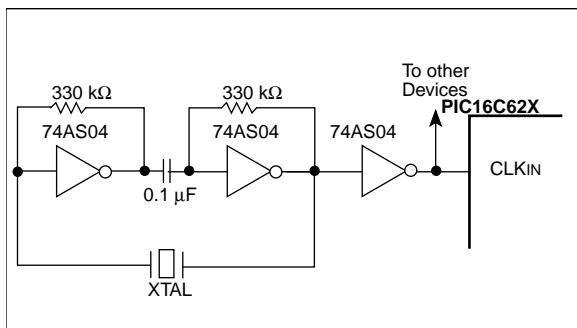 330 kΩ
330 kΩ
To other
Devices
PIC16C62X
74AS04
74AS04
74AS04
CLKIN
0.1 µF
XTAL